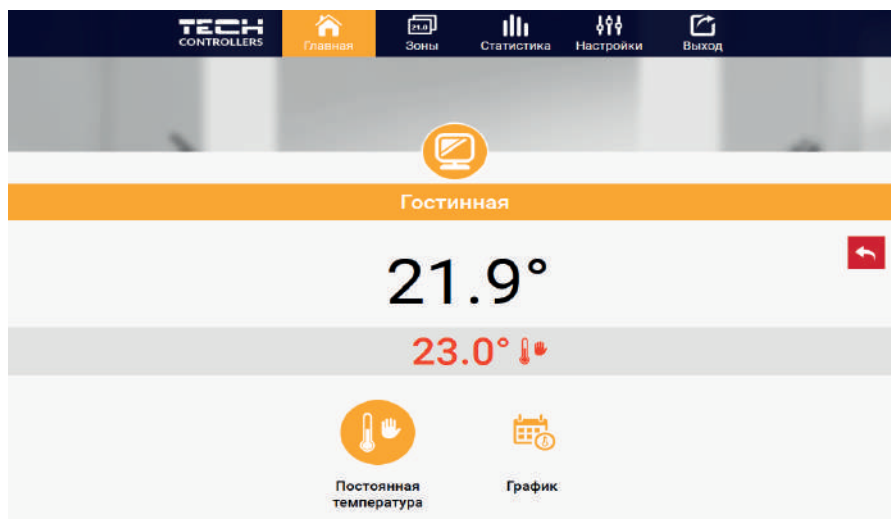 TECH
CONTROLLERS
Главная
21.0
Зоны
Статистика
Настройки
Выход
Гостинная
21.9°
23.0°
Постоянная
температура
График